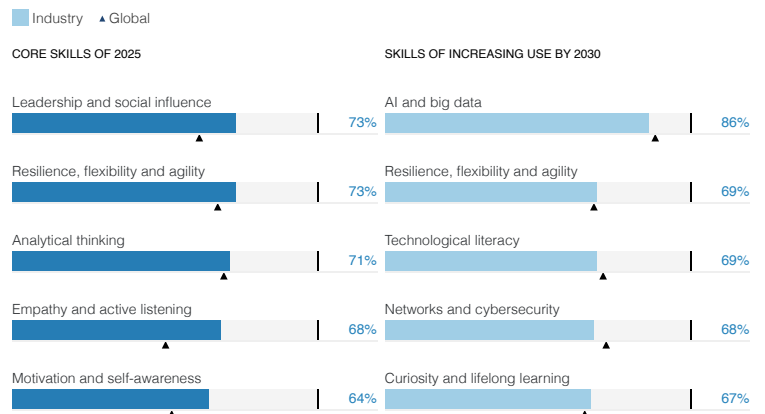 Industry Global
CORE SKILLS OF 2025
Leadership and social influence
73%
Resilience, flexibility and agility
73%
Analytical thinking
71%
Empathy and active listening
68%
Motivation and self-awareness
64%
SKILLS OF INCREASING USE BY 2030
AI and big data
86%
Resilience, flexibility and agility
69%
Technological literacy
69%
Networks and cybersecurity
68%
Curiosity and lifelong learning
67%